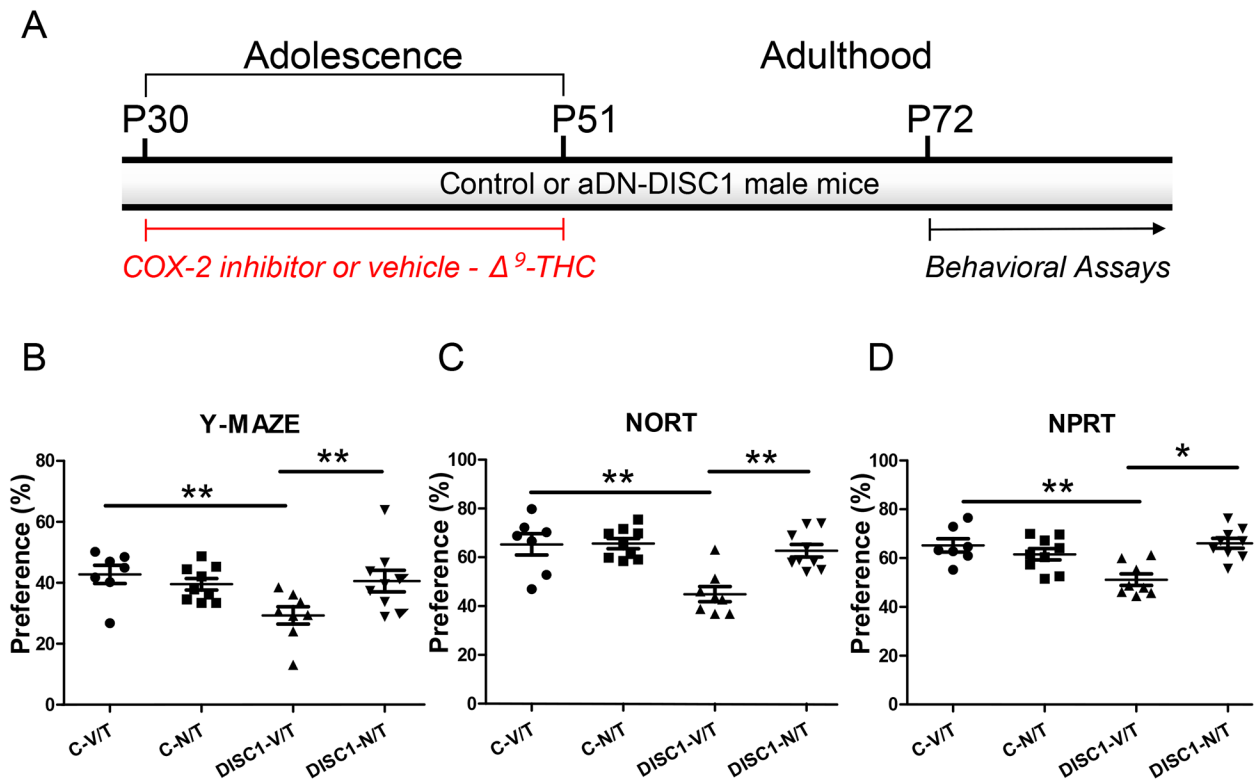 A
Adolescence
Adulthood
P30
P51
P72
Control or aDN-DISC1 male mice
COX-2 inhibitor or vehicle - Δ⁹-THC
Behavioral Assays
B
Y-MAZE
Preference (%)
80
60
40
20
0
**
**
C-V/T
C-N/T
DISC1-V/T
DISC1-N/T
C
NORT
Preference (%)
100
80
60
40
20
0
**
**
C-V/T
C-N/T
DISC1-V/T
DISC1-N/T
D
NPRT
Preference (%)
100
80
60
40
20
0
**
*
C-V/T
C-N/T
DISC1-V/T
DISC1-N/T